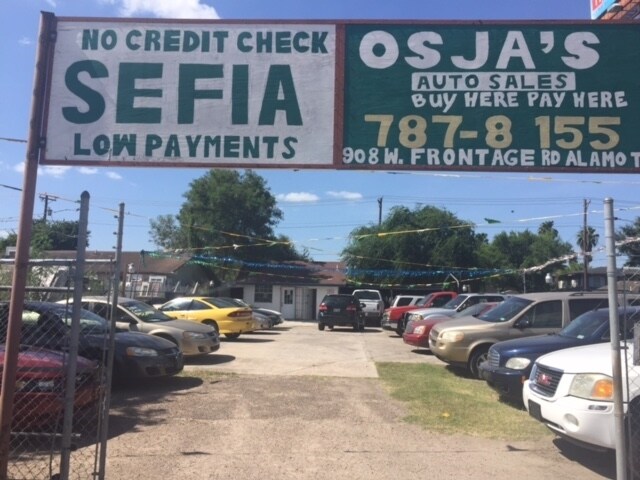 NO CREDIT CHECK
SEFIA
LOW PAYMENTS
OSJA'S
AUTO SALES
BUY HERE PAY HERE
787-8 155
908 W. FRONTAGE RD ALAMO T
GMC